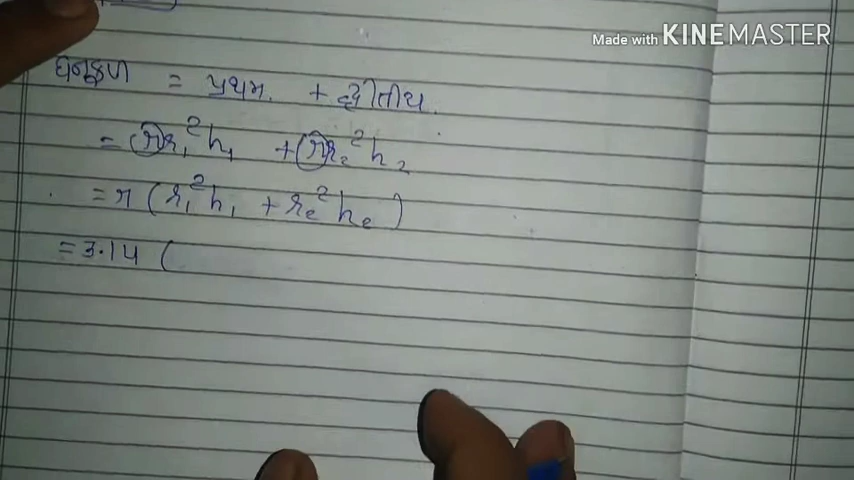 Made with KINEMASTER
ઘનફળ = પ્રથમ + દ્વીતીય
= πr₁²h₁ + πr₂²h₂
= π (r₁²h₁ + r₂²h₂)
= 3.14 (